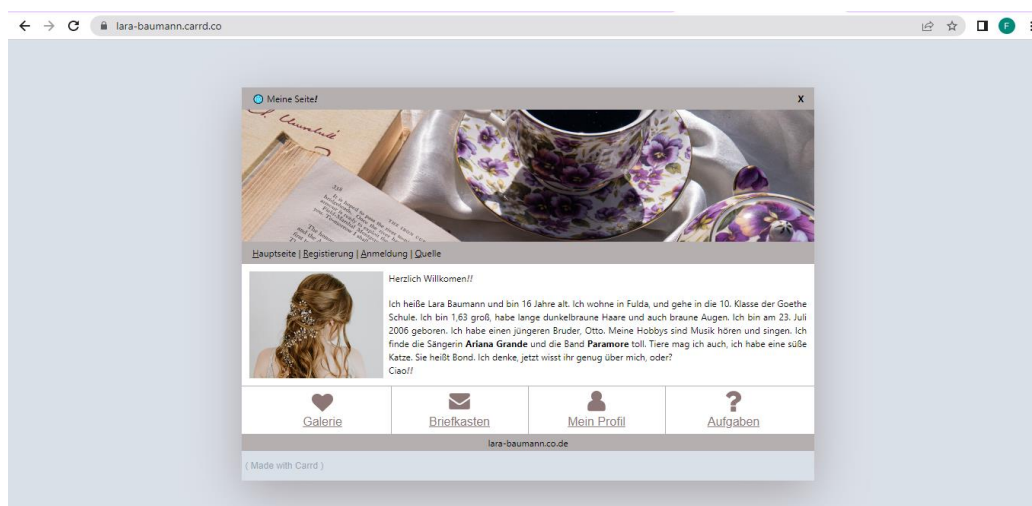 lara-baumann.carrd.co
F
Meine Seite!
X
338
Hauptseite | Registierung | Anmeldung | Quelle
Herzlich Willkomen!!
Ich heiße Lara Baumann und bin 16 Jahre alt. Ich wohne in Fulda, und gehe in die 10. Klasse der Goethe
Schule. Ich bin 1,63 groß, habe lange dunkelbraune Haare und auch braune Augen. Ich bin am 23. Juli
2006 geboren. Ich habe einen jüngeren Bruder, Otto. Meine Hobbys sind Musik hören und singen. Ich
finde die Sängerin Ariana Grande und die Band Paramore toll. Tiere mag ich auch, ich habe eine süße
Katze. Sie heißt Bond. Ich denke, jetzt wisst ihr genug über mich, oder?
Ciao!!
Galerie
Briefkasten
Mein Profil
Aufgaben
lara-baumann.co.de
( Made with Carrd )